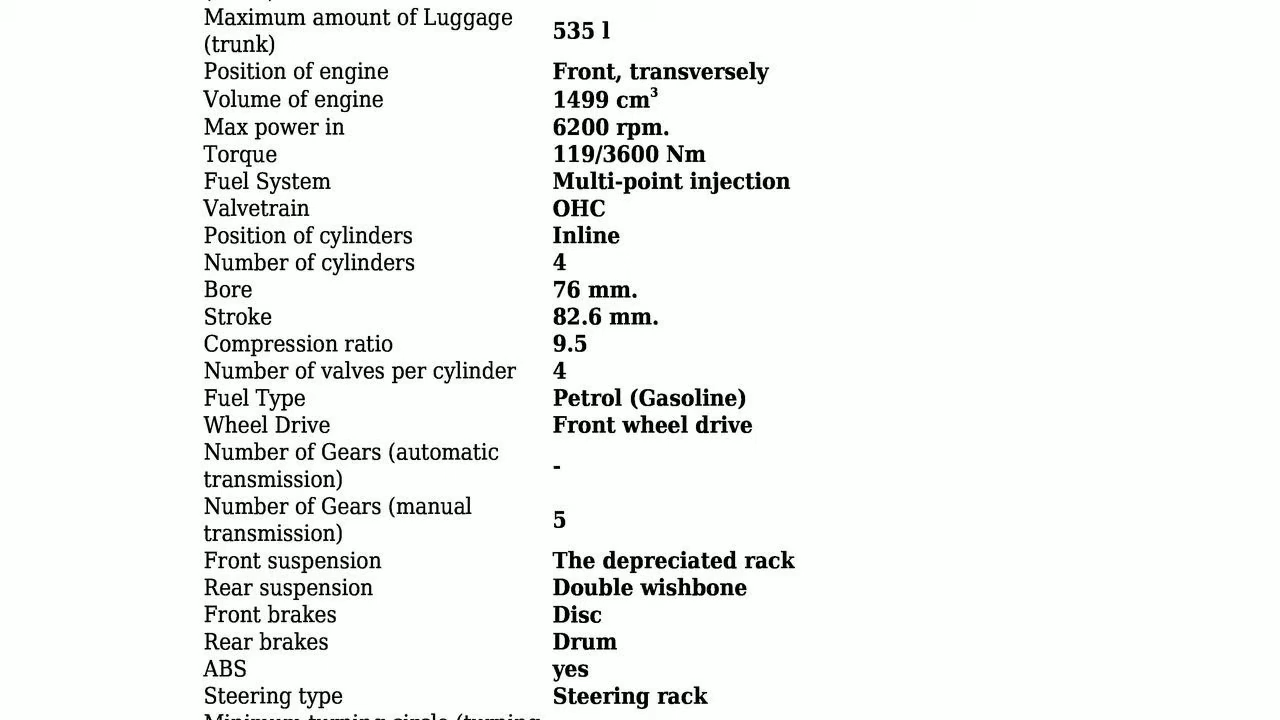 Maximum amount of Luggage
(trunk)
535 l
Position of engine Front, transversely
Volume of engine 1499 cm³
Max power in 6200 rpm.
Torque 119/3600 Nm
Fuel System Multi-point injection
Valvetrain OHC
Position of cylinders Inline
Number of cylinders 4
Bore 76 mm.
Stroke 82.6 mm.
Compression ratio 9.5
Number of valves per cylinder 4
Fuel Type Petrol (Gasoline)
Wheel Drive Front wheel drive
Number of Gears (automatic
transmission)
-
Number of Gears (manual
transmission)
5
Front suspension The depreciated rack
Rear suspension Double wishbone
Front brakes Disc
Rear brakes Drum
ABS yes
Steering type Steering rack
Minimum turning circle (turning